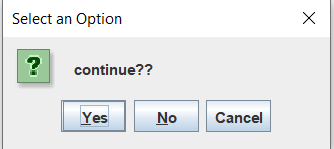 Select an Option
continue??
Yes No Cancel